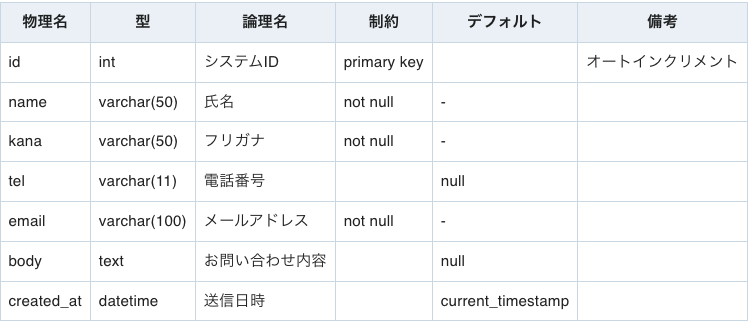 物理名 型 論理名 制約 デフォルト 備考
id int システムID primary key オートインクリメント
name varchar(50) 氏名 not null -
kana varchar(50) フリガナ not null -
tel varchar(11) 電話番号 null
email varchar(100) メールアドレス not null -
body text お問い合わせ内容 null
created_at datetime 送信日時 current_timestamp